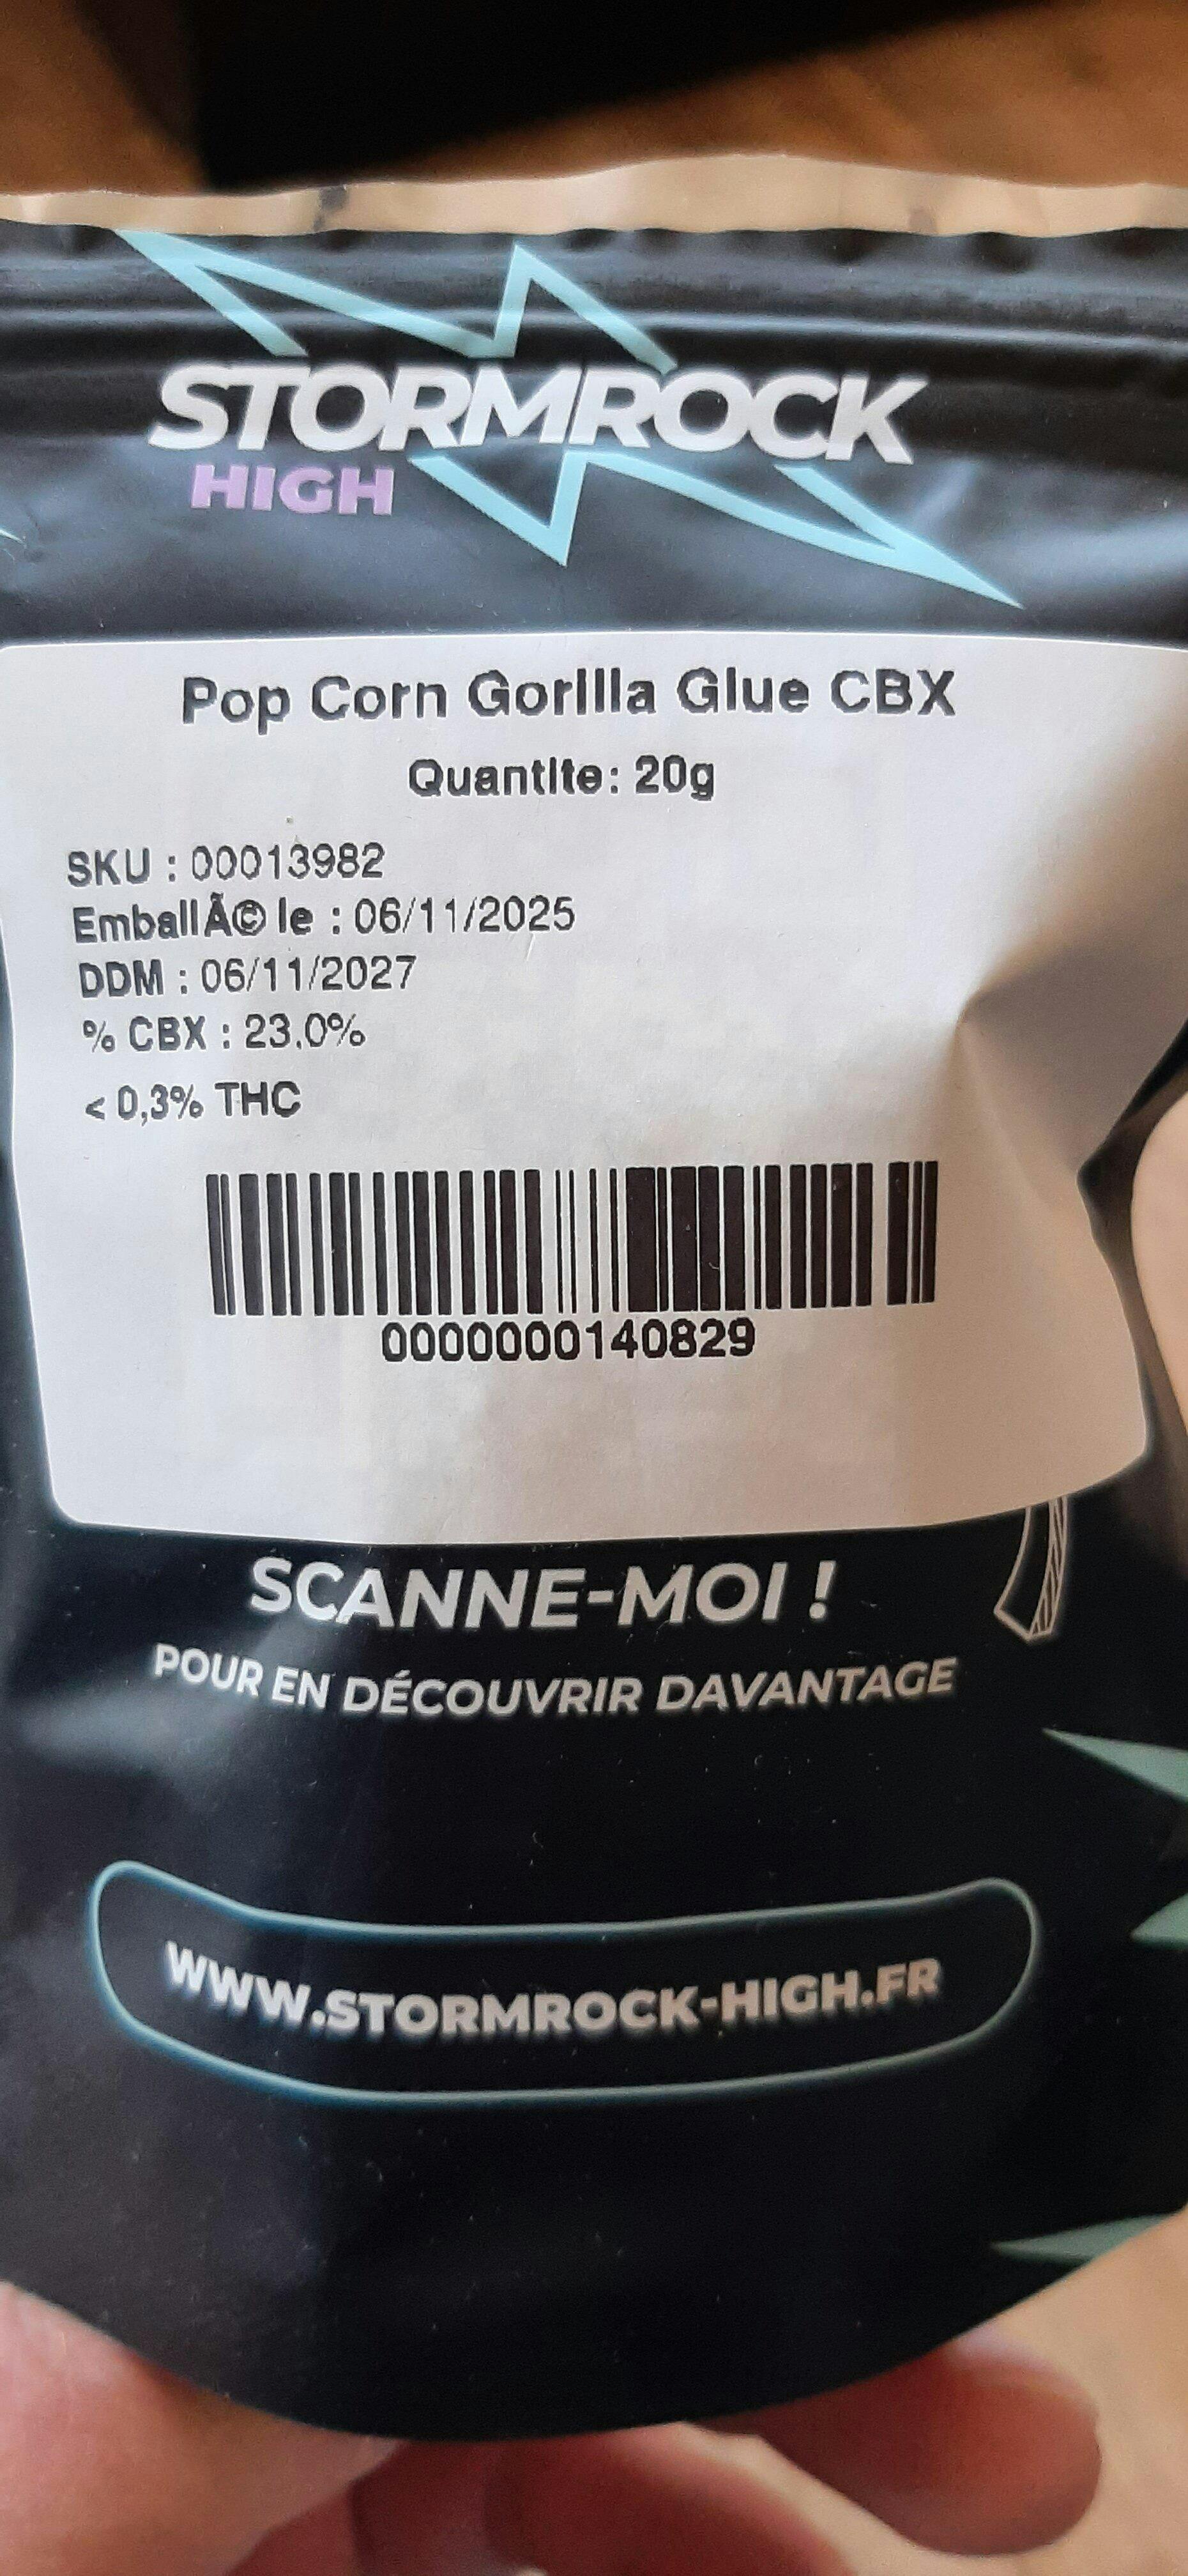 STORMROCK
HIGH
Pop Corn Gorilla Glue CBX
Quantite: 20g
SKU : 00013982
EmballÃ© le : 06/11/2025
DDM : 06/11/2027
% CBX : 23.0%
< 0,3% THC
0000000140829
SCANNE-MOI !
POUR EN DÉCOUVRIR DAVANTAGE
WWW.STORMROCK-HIGH.FR